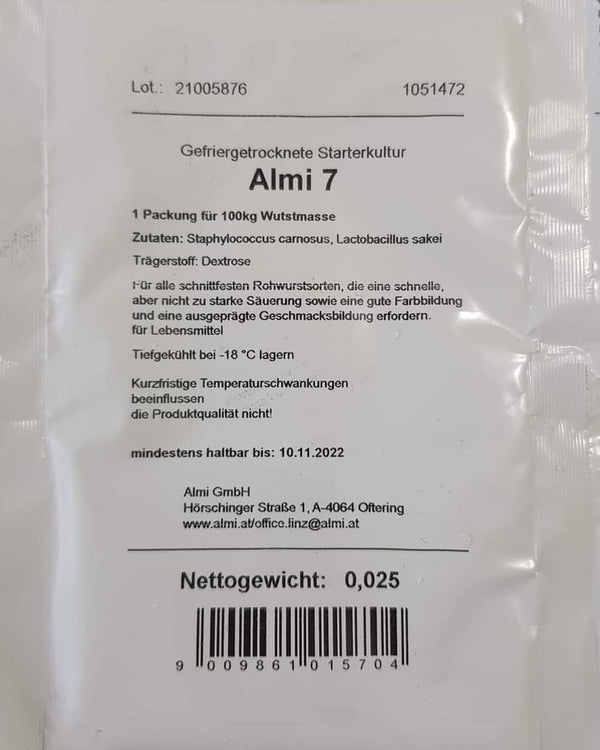 Lot.: 21005876 1051472
Gefriergetrocknete Starterkultur
Almi 7
1 Packung für 100kg Wutstmasse
Zutaten: Staphylococcus carnosus, Lactobacillus sakei
Trägerstoff: Dextrose
Für alle schnittfesten Rohwurstsorten, die eine schnelle,
aber nicht zu starke Säuerung sowie eine gute Farbbildung
und eine ausgeprägte Geschmacksbildung erfordern.
für Lebensmittel
Tiefgekühlt bei -18 °C lagern
Kurzfristige Temperaturschwankungen
beeinflussen
die Produktqualität nicht!
mindestens haltbar bis: 10.11.2022
Almi GmbH
Hörschinger Straße 1, A-4064 Oftering
www.almi.at/office.linz@almi.at
Nettogewicht: 0,025
9 009861 015704